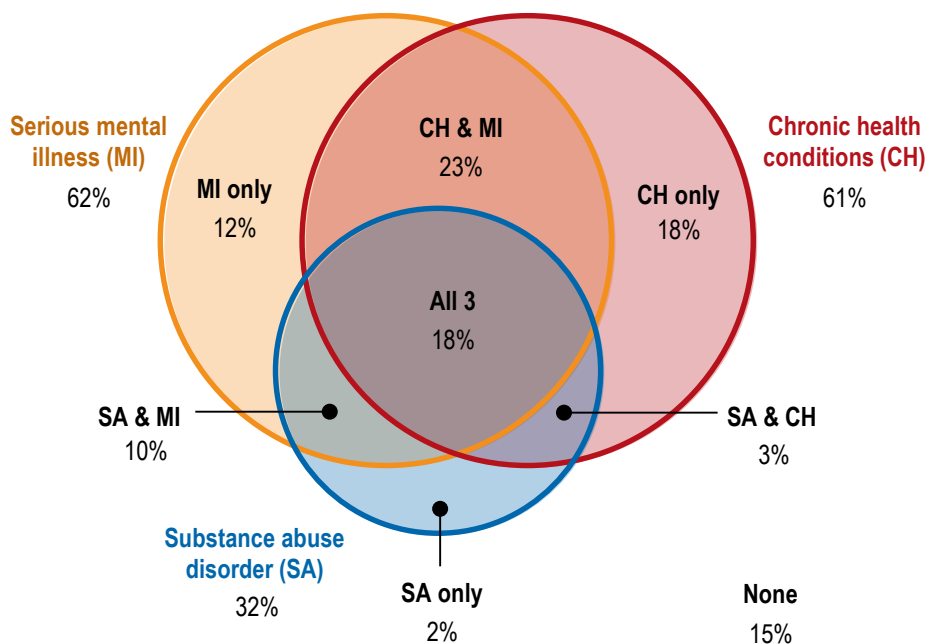 Serious mental
illness (MI)
62%
MI only
12%
CH & MI
23%
CH only
18%
Chronic health
conditions (CH)
61%
All 3
18%
SA & MI
10%
SA & CH
3%
Substance abuse
disorder (SA)
32%
SA only
2%
None
15%